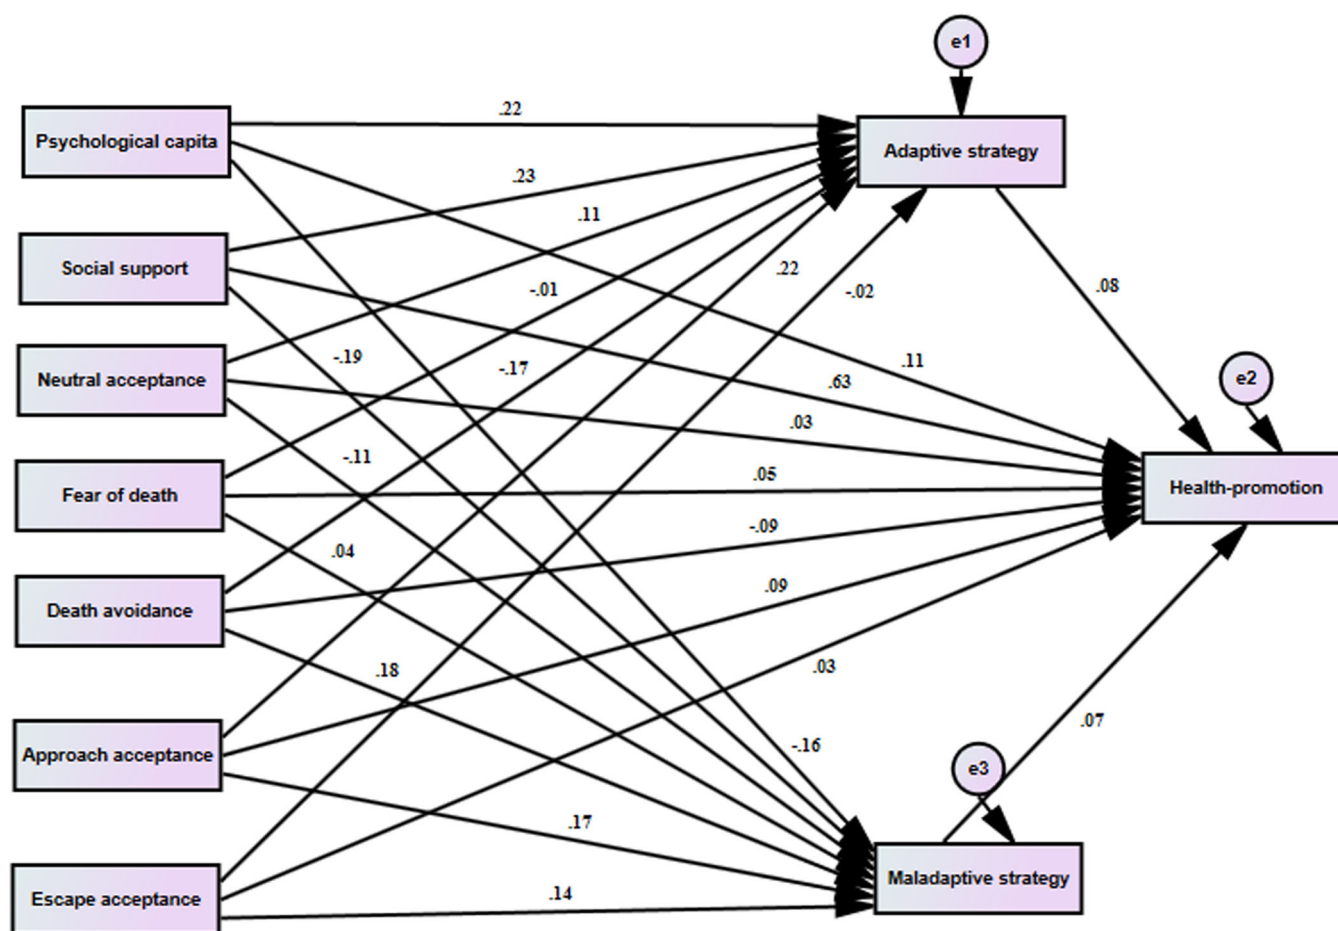 e1
.22
Psychological capita
Adaptive strategy
.23
.11
Social support
.22
-.01
-.02
.08
-.19
-.17
.11
e2
Neutral acceptance
.63
.03
-.11
.05
Fear of death
Health-promotion
-.09
.04
.09
Death avoidance
.18
.03
.07
-.16
Approach acceptance
e3
.17
Maladaptive strategy
.14
Escape acceptance